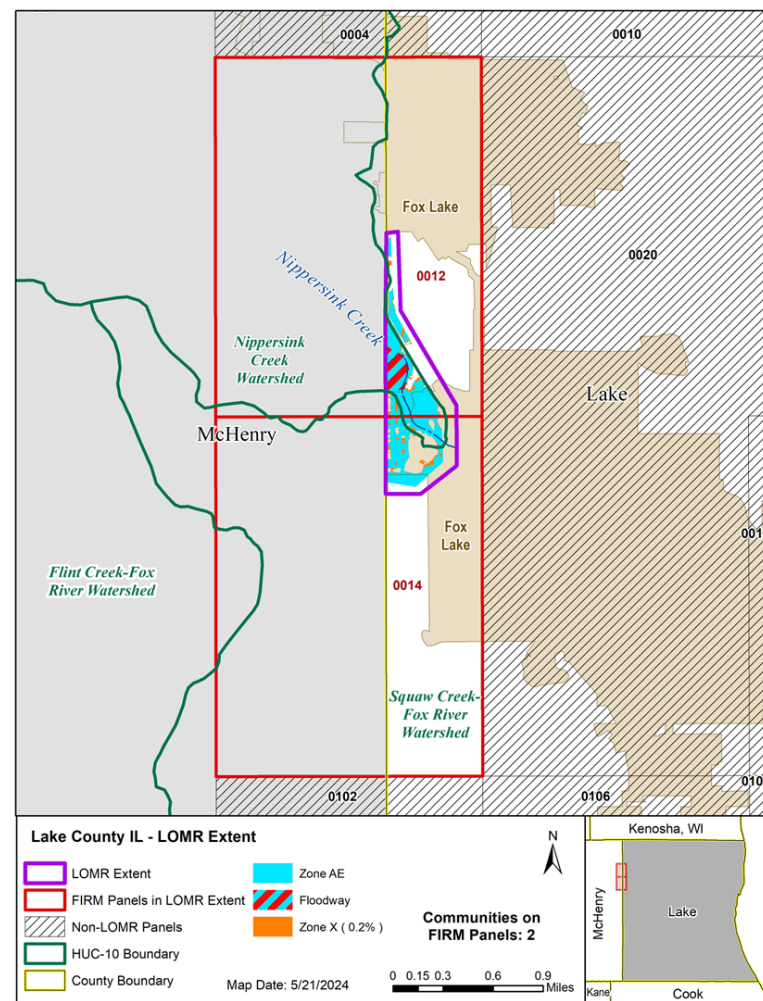 0004
0010
Fox Lake
0020
0012
Nippersink Creek
Nippersink
Creek
Watershed
Lake
McHenry
Fox
Lake
001
Flint Creek-Fox
River Watershed
0014
Squaw Creek-
Fox River
Watershed
010
0102
0106
Lake County IL - LOMR Extent
LOMR Extent
FIRM Panels in LOMR Extent
Non-LOMR Panels
HUC-10 Boundary
County Boundary
Zone AE
Floodway
Zone X ( 0.2% )
Map Date: 5/21/2024
N
Communities on
FIRM Panels: 2
0 0.15 0.3 0.6 0.9
Miles
Kenosha, WI
McHenry
Lake
Kane
Cook